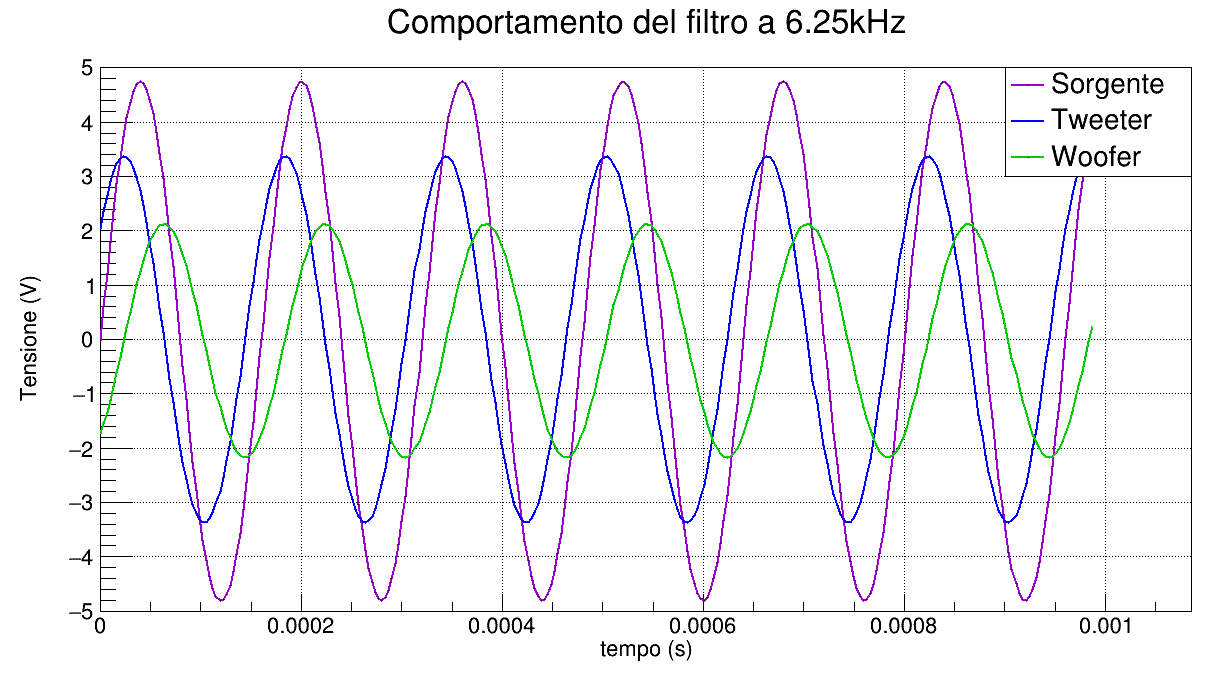 Comportamento del filtro a 6.25kHz
Sorgente
Tweeter
Woofer
Tensione (V)
5
4
3
2
1
0
−1
−2
−3
−4
−5
0 0.0002 0.0004 0.0006 0.0008 0.001
tempo (s)